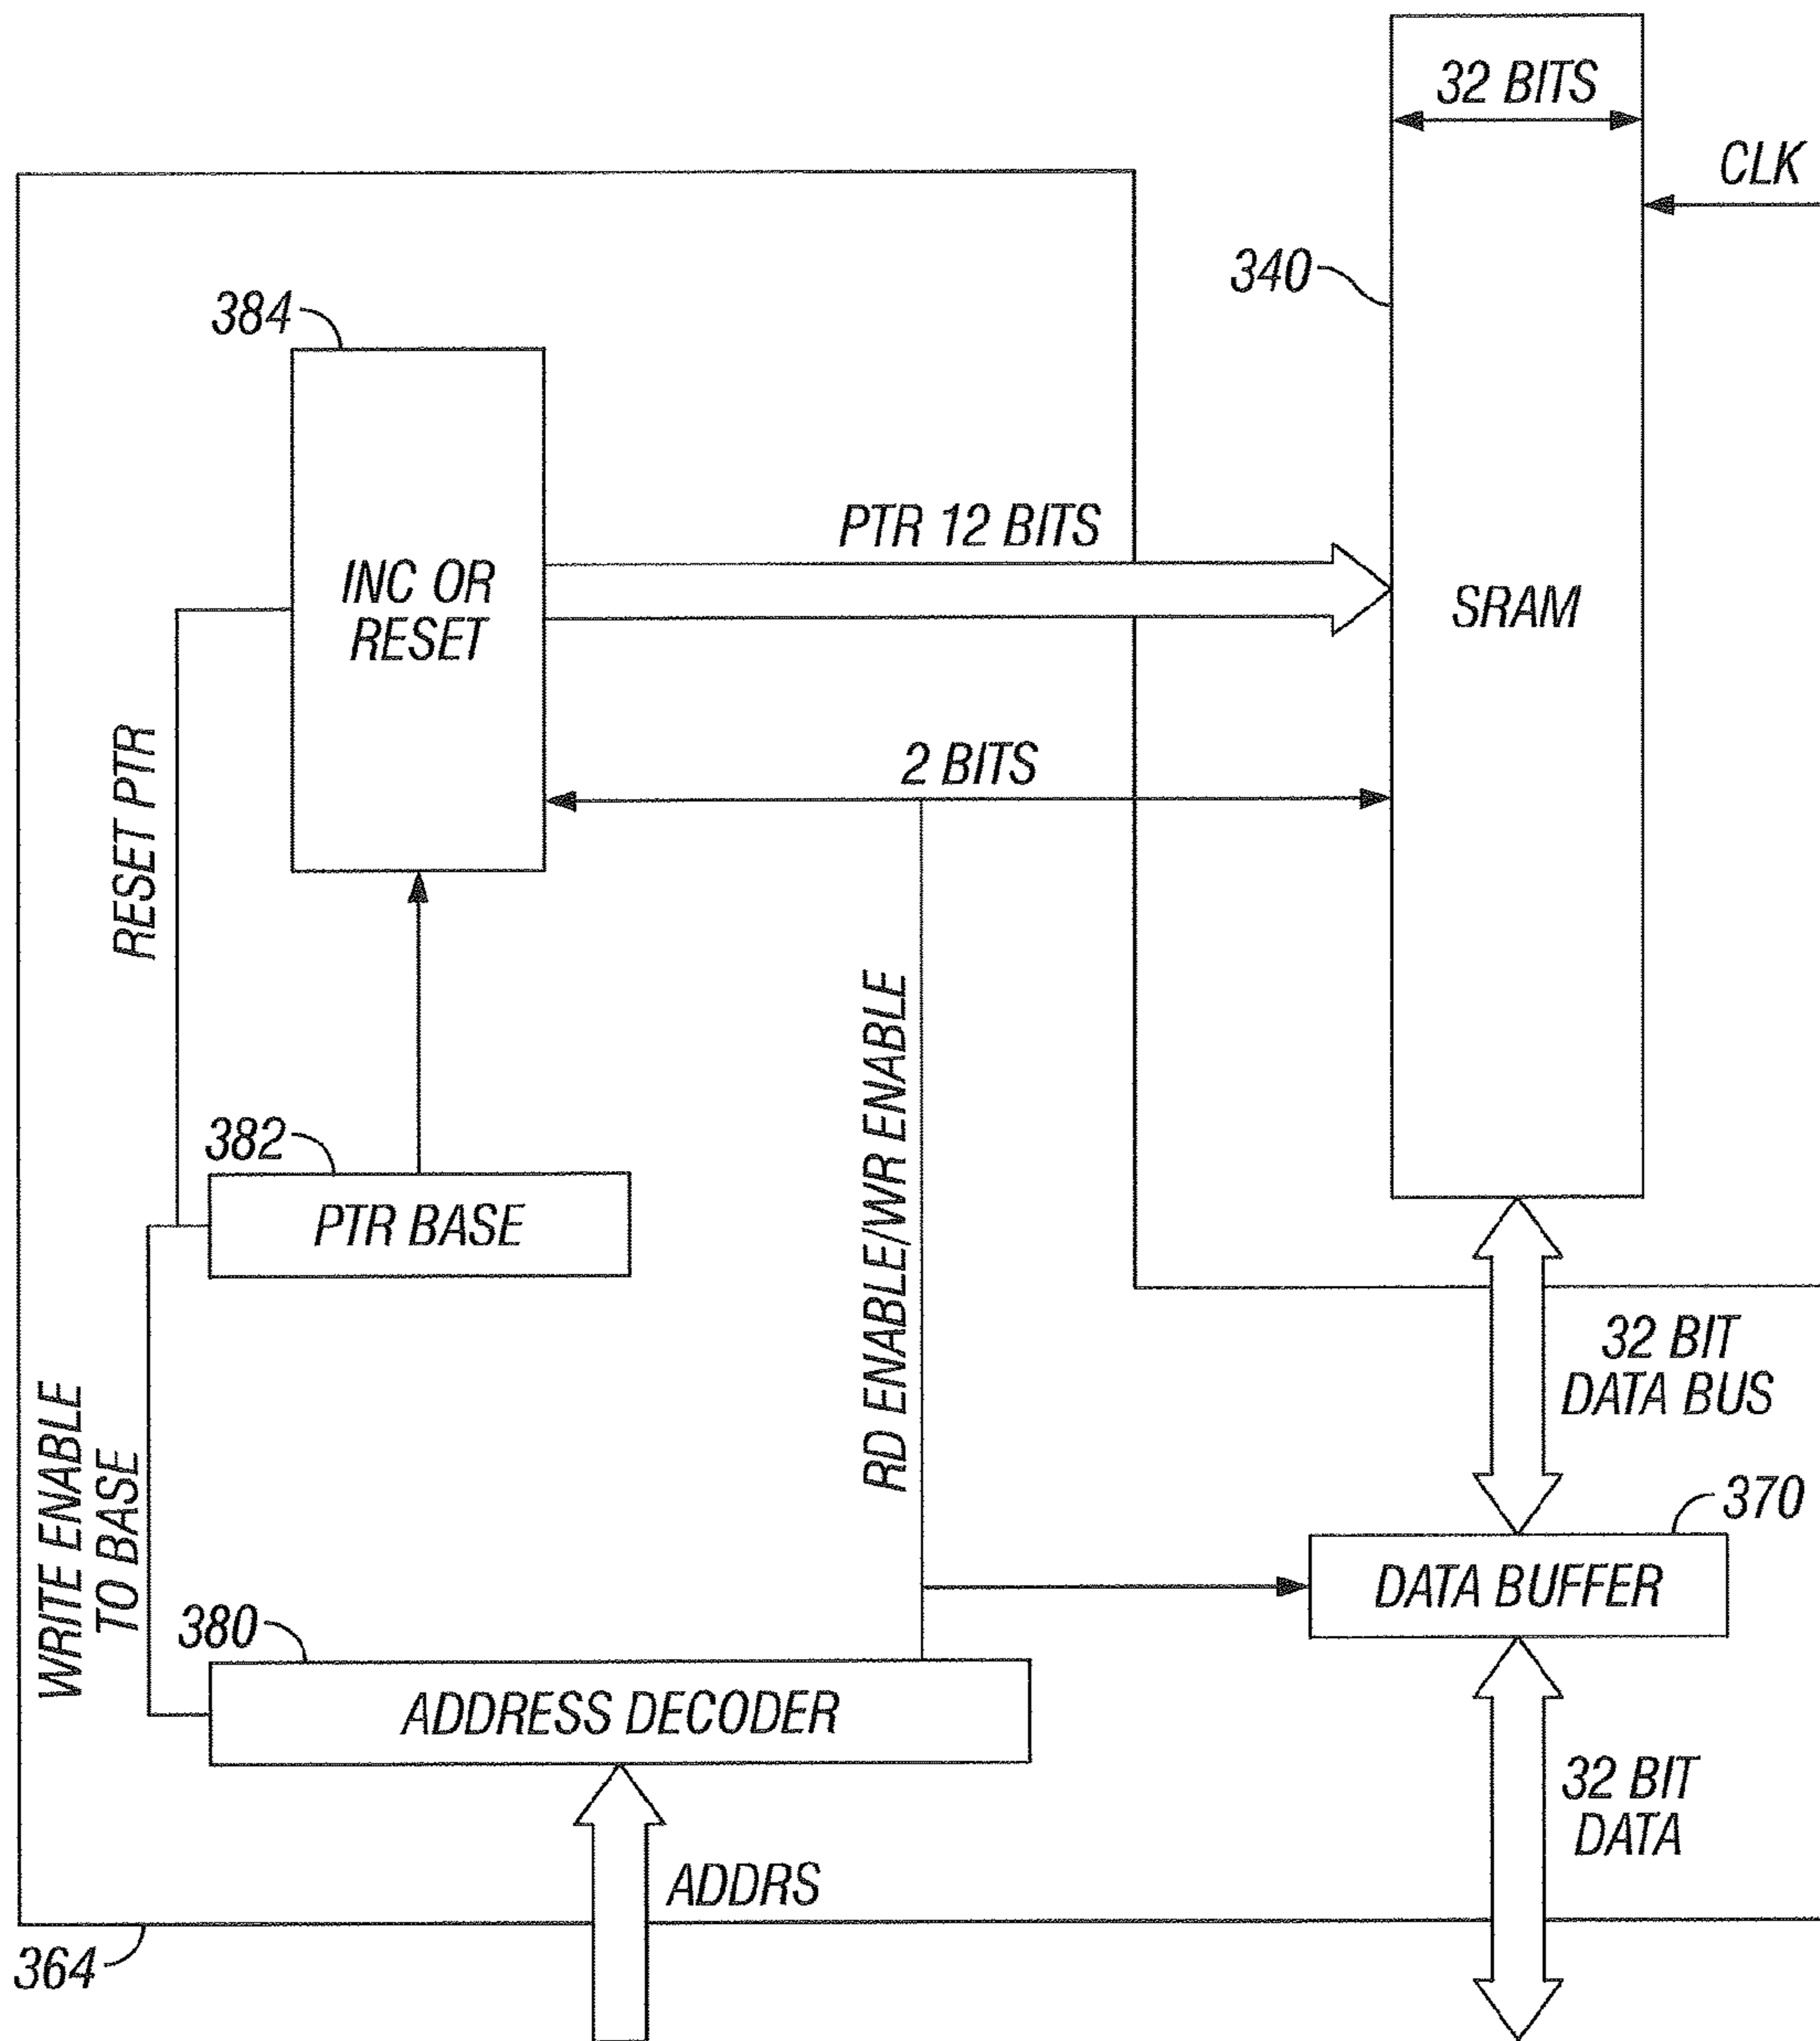 32 BITS
CLK
340
384
PTR 12 BITS
INC OR
RESET
SRAM
2 BITS
RESET PTR
RD ENABLE/WR ENABLE
382
PTR BASE
32 BIT
DATA BUS
WRITE ENABLE
TO BASE
370
DATA BUFFER
380
ADDRESS DECODER
32 BIT
DATA
ADDRS
364